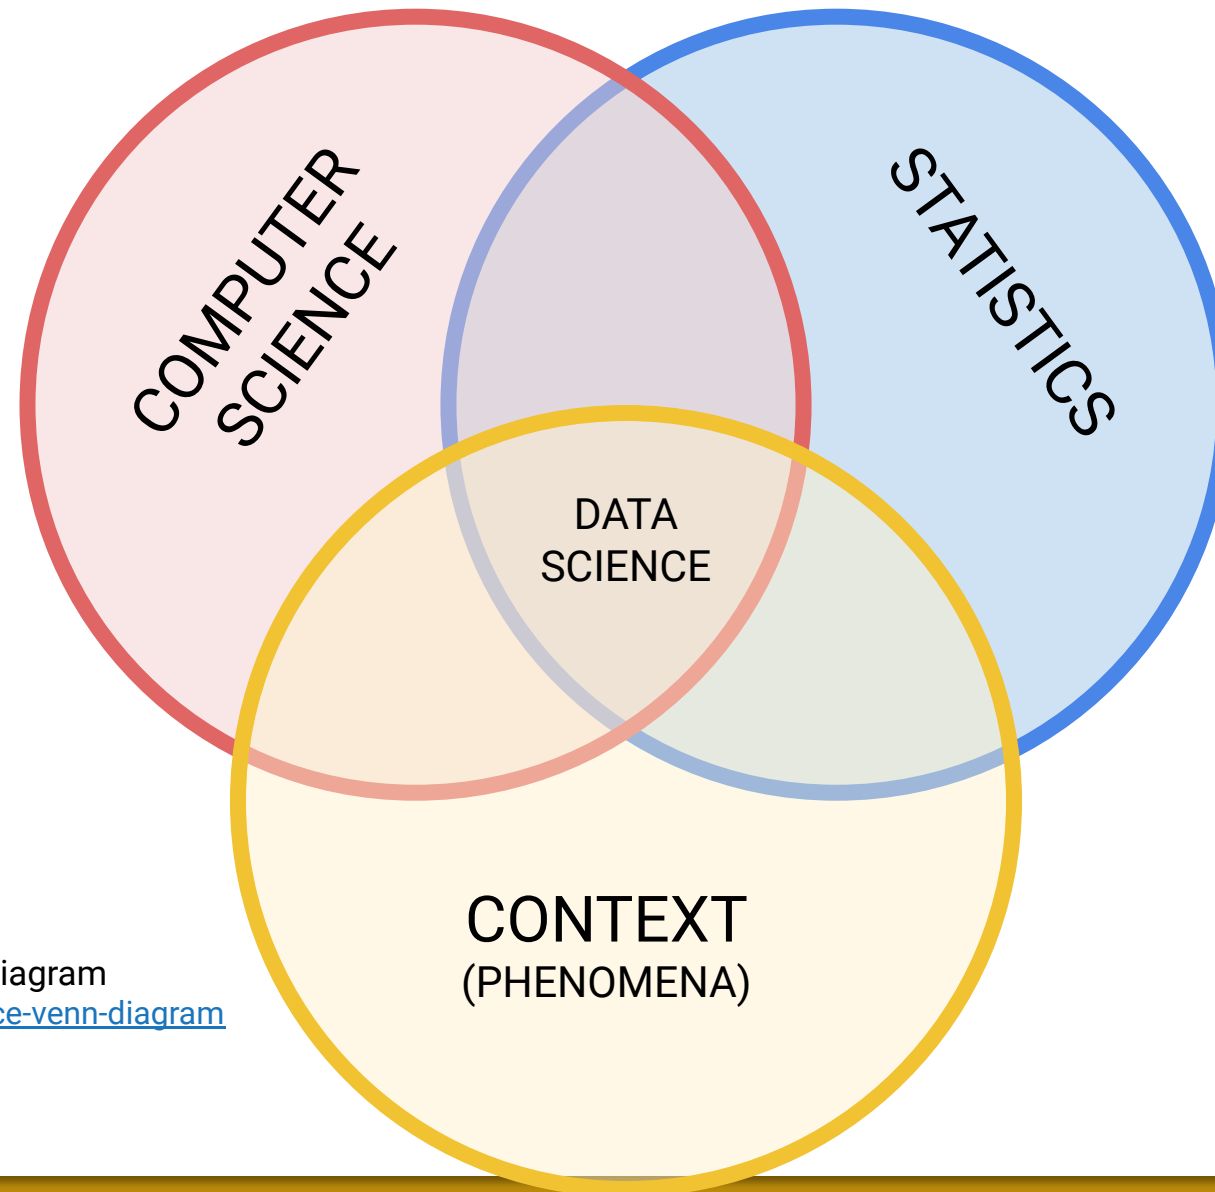 COMPUTER
SCIENCE
STATISTICS
DATA
SCIENCE
CONTEXT
(PHENOMENA)
iagram
ce-venn-diagram